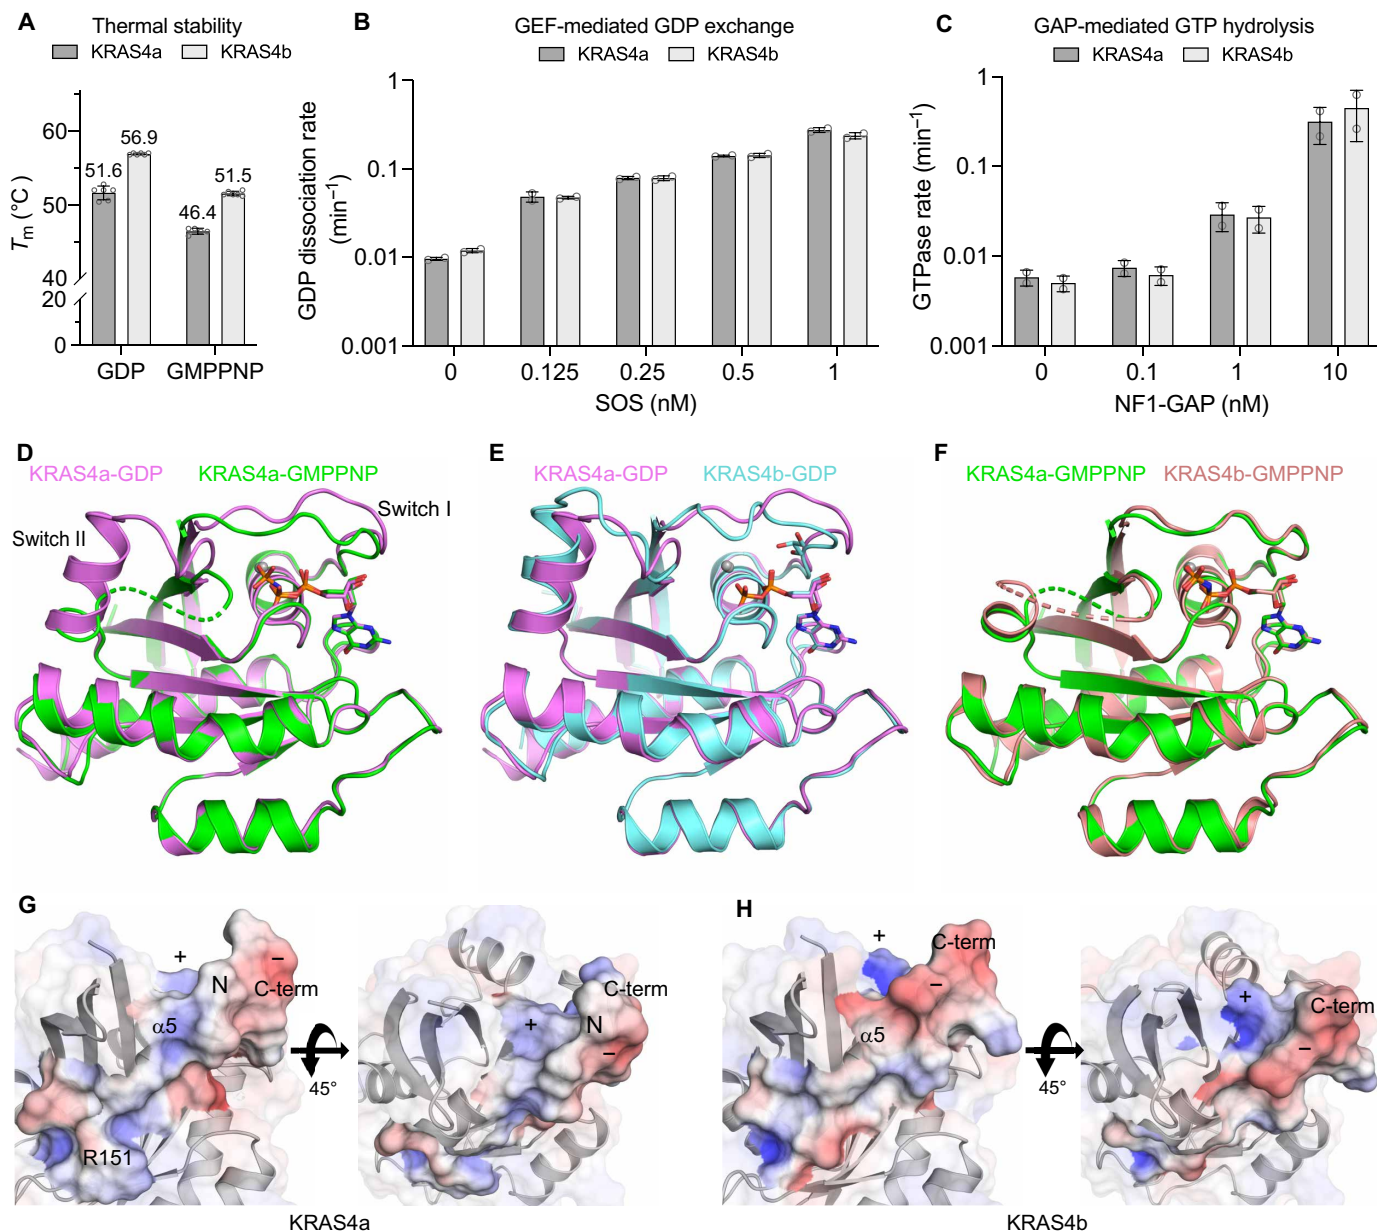 A
Thermal stability
KRAS4a
KRAS4b
Tm (°C)
60
50
40
20
0
51.6
56.9
46.4
51.5
GDP
GMPPNP
B
GEF-mediated GDP exchange
KRAS4a
KRAS4b
GDP dissociation rate
(min−1)
1
0.1
0.01
0.001
0
0.125
0.25
0.5
1
SOS (nM)
C
GAP-mediated GTP hydrolysis
KRAS4a
KRAS4b
GTPase rate (min−1)
1
0.1
0.01
0.001
0
0.1
1
10
NF1-GAP (nM)
D
KRAS4a-GDP
KRAS4a-GMPPNP
Switch I
Switch II
E
KRAS4a-GDP
KRAS4b-GDP
F
KRAS4a-GMPPNP
KRAS4b-GMPPNP
G
+
−
N
C-term
α5
R151
45°
C-term
+
N
−
KRAS4a
H
+
C-term
−
α5
45°
+
C-term
−
KRAS4b